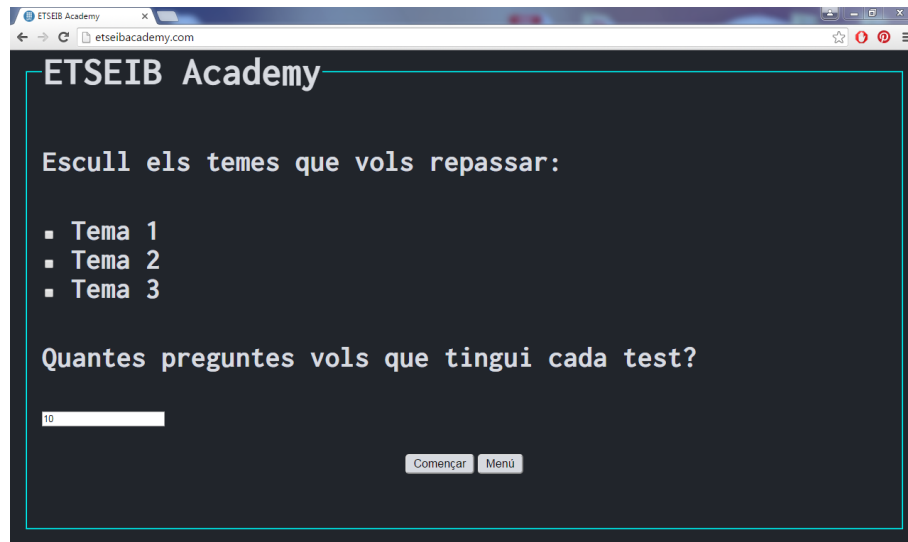 ETSEIB Academy
etseibacademy.com
ETSEIB Academy
Escull els temes que vols repassar:
Tema 1
Tema 2
Tema 3
Quantes preguntes vols que tingui cada test?
10
Començar Menú